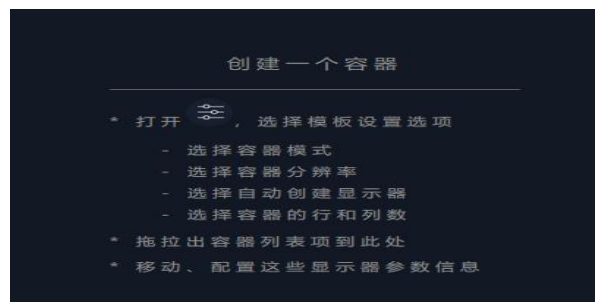 创建一个容器
* 打开 , 选择模板设置选项
- 选择容器模式
- 选择容器分辨率
- 选择自动创建显示器
- 选择容器的行和列数
* 拖拉出容器列表项到此处
* 移动、配置这些显示器参数信息